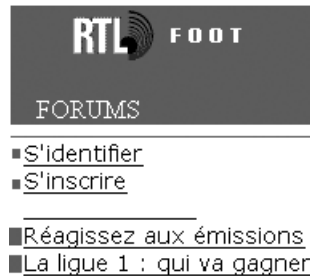 RTL FOOT
FORUMS
S'identifier
S'inscrire
Réagissez aux émissions
La ligue 1 : qui va gagner